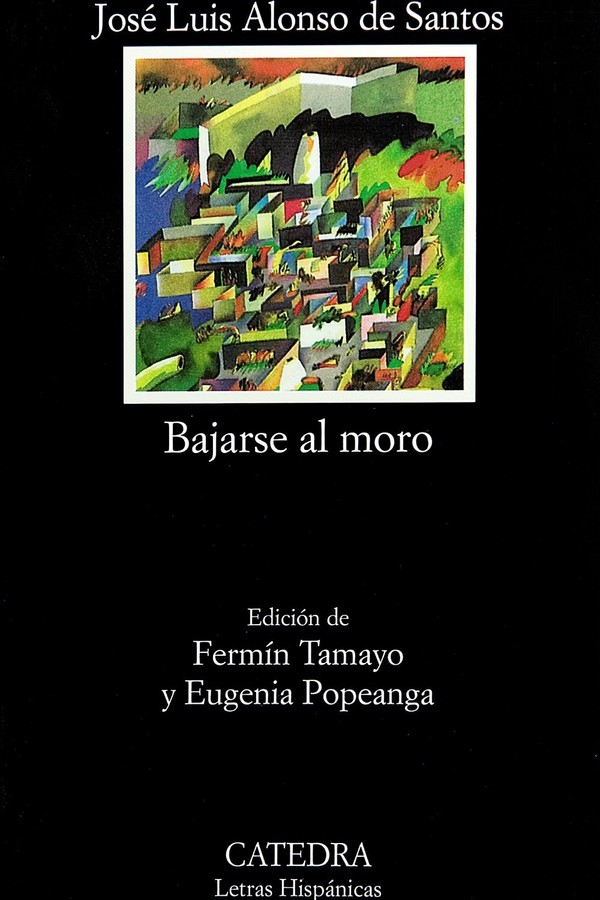 José Luis Alonso de Santos
Bajarse al moro
Edición de
Fermín Tamayo
y Eugenia Popeanga
CATEDRA
Letras Hispánicas